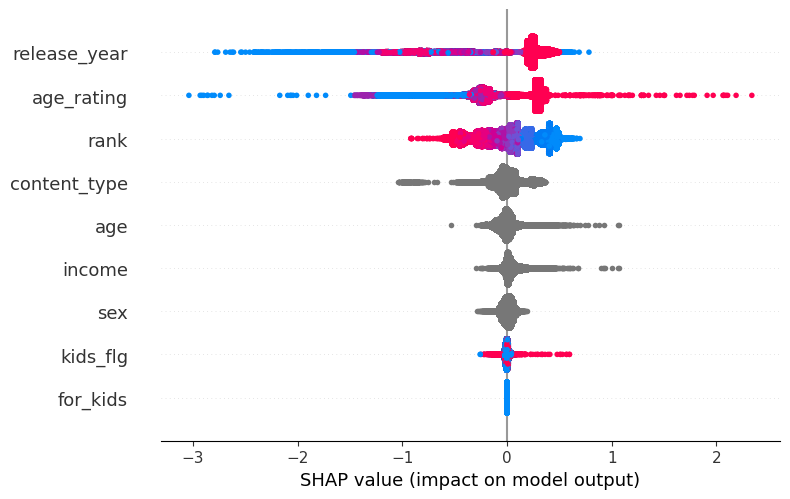 release_year
age_rating
rank
content_type
age
income
sex
kids_flg
for_kids
−3 −2 −1 0 1 2
SHAP value (impact on model output)